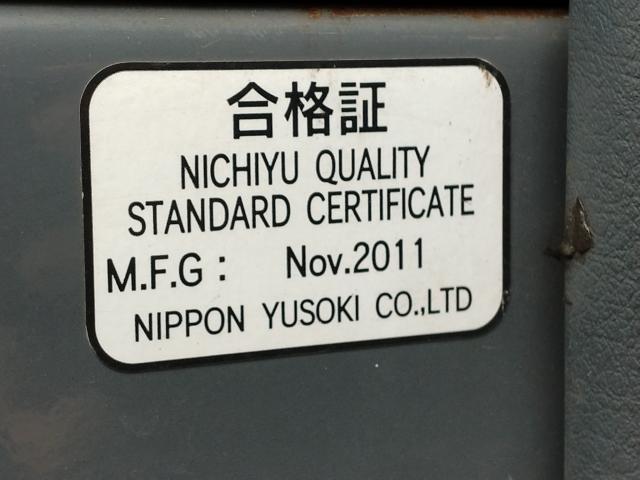 合格証
NICHIYU QUALITY
STANDARD CERTIFICATE
M.F.G : Nov.2011
NIPPON YUSOKI CO.,LTD